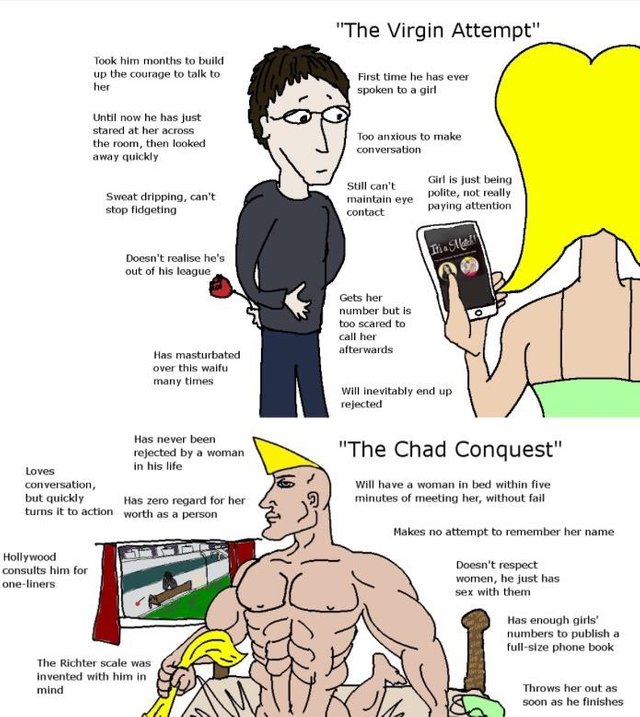 "The Virgin Attempt"
Took him months to build
up the courage to talk to
her
First time he has ever
spoken to a girl
Until now he has just
stared at her across
the room, then looked
away quickly
Too anxious to make
conversation
Still can't
maintain eye
contact
Girl is just being
polite, not really
paying attention
Sweat dripping, can't
stop fidgeting
It's a Match!
Doesn't realise he's
out of his league
Gets her
number but is
too scared to
call her
afterwards
Has masturbated
over this waifu
many times
Will inevitably end up
rejected
"The Chad Conquest"
Has never been
rejected by a woman
in his life
Loves
conversation,
but quickly
turns it to action
Has zero regard for her
worth as a person
Will have a woman in bed within five
minutes of meeting her, without fail
Makes no attempt to remember her name
Hollywood
consults him for
one-liners
Doesn't respect
women, he just has
sex with them
Has enough girls'
numbers to publish a
full-size phone book
The Richter scale was
invented with him in
mind
Throws her out as
soon as he finishes